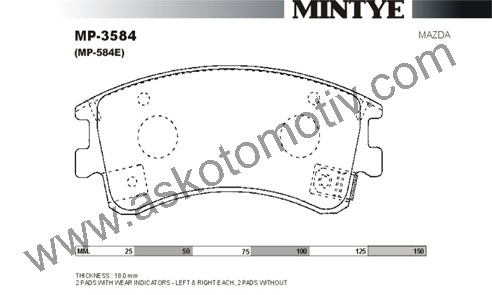 MINTYE
MP-3584
(MP-584E)
MAZDA
www.askotomotiv.com
MM. 25 50 75 100 125 150
THICKNESS : 18.0 mm
2 PADS WITH WEAR INDICATORS - LEFT & RIGHT EACH, 2 PADS WITHOUT